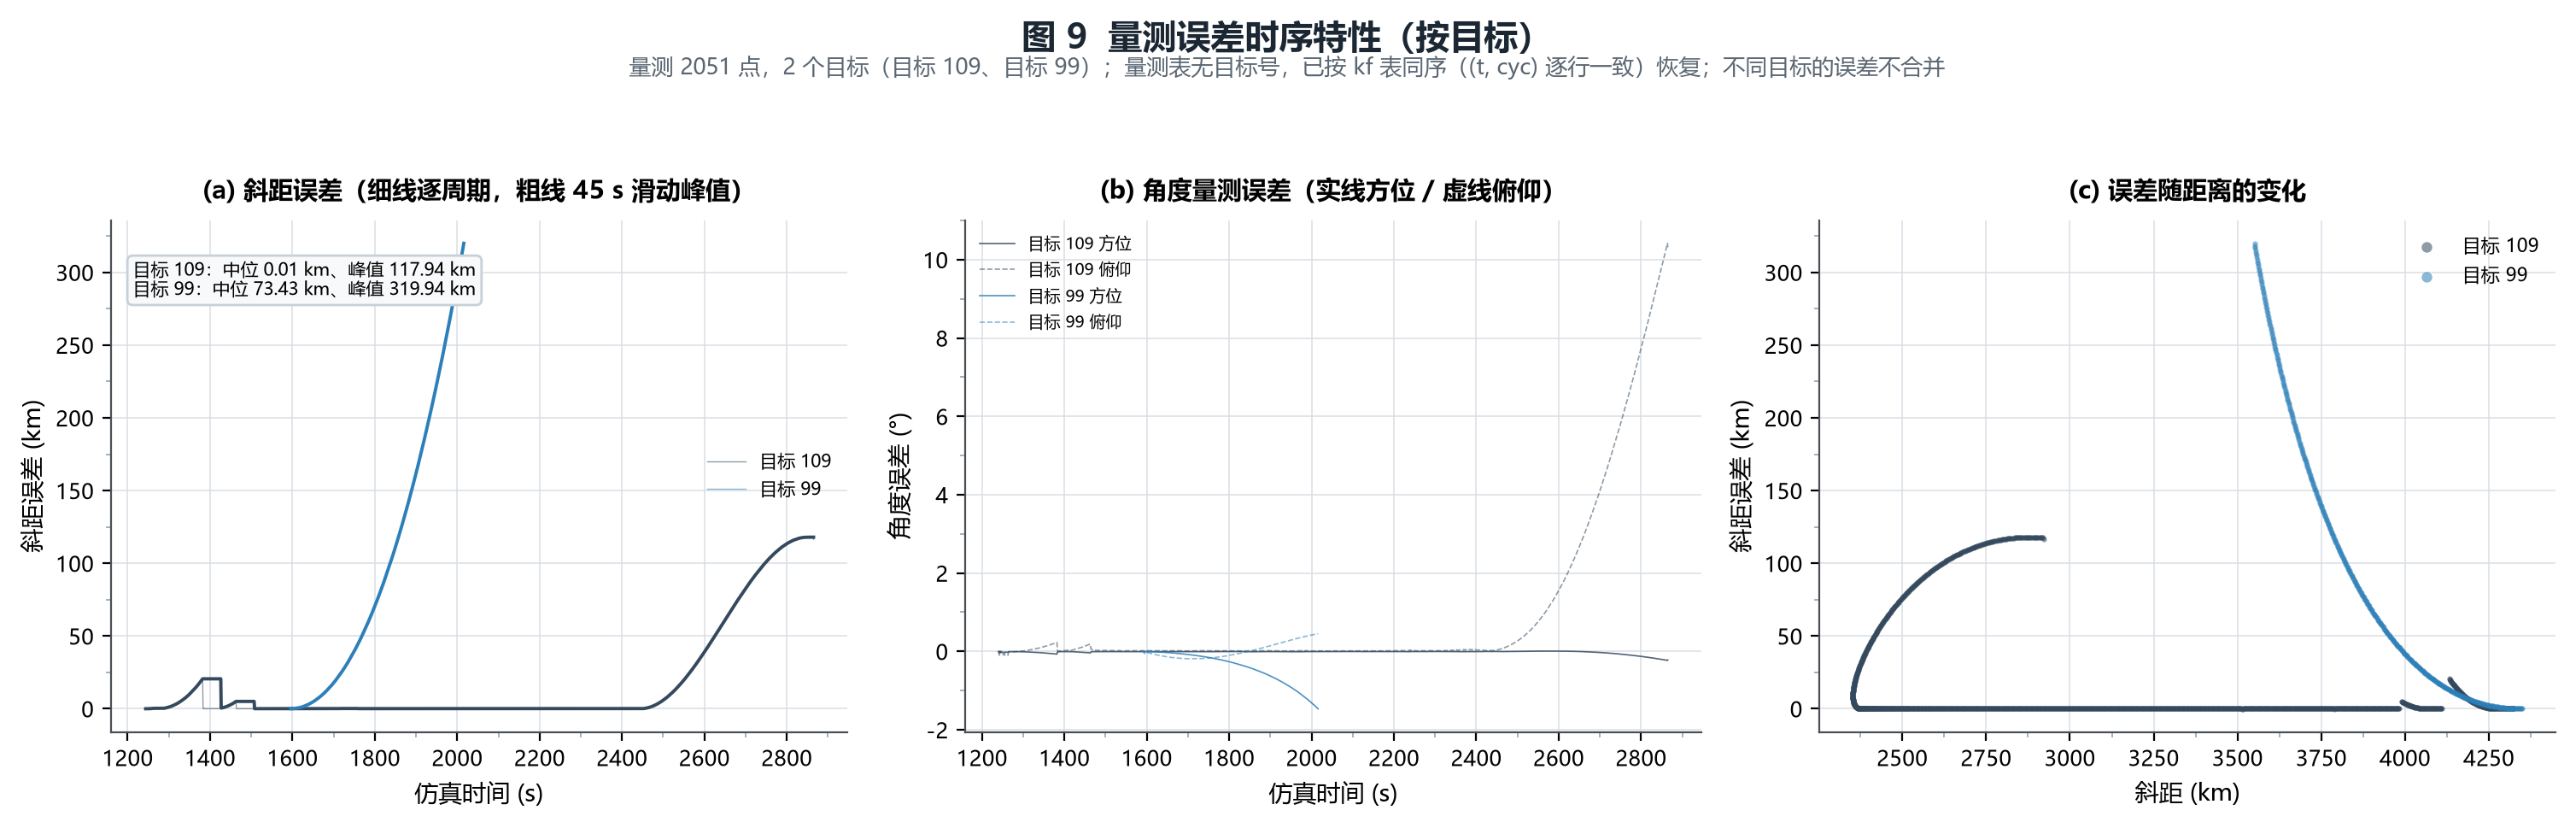 图 9 量测误差时序特性（按目标）
量测 2051 点，2 个目标（目标 109、目标 99）；量测表无目标号，已按 kf 表同序（(t, cyc) 逐行一致）恢复；不同目标的误差不合并
(a) 斜距误差（细线逐周期，粗线 45 s 滑动峰值）
目标 109：中位 0.01 km、峰值 117.94 km
目标 99：中位 73.43 km、峰值 319.94 km
目标 109
目标 99
斜距误差 (km)
300
250
200
150
100
50
0
1200 1400 1600 1800 2000 2200 2400 2600 2800
仿真时间 (s)
(b) 角度量测误差（实线方位 / 虚线俯仰）
目标 109 方位
目标 109 俯仰
目标 99 方位
目标 99 俯仰
角度误差 (°)
10
8
6
4
2
0
-2
1200 1400 1600 1800 2000 2200 2400 2600 2800
仿真时间 (s)
(c) 误差随距离的变化
目标 109
目标 99
斜距误差 (km)
300
250
200
150
100
50
0
2500 2750 3000 3250 3500 3750 4000 4250
斜距 (km)